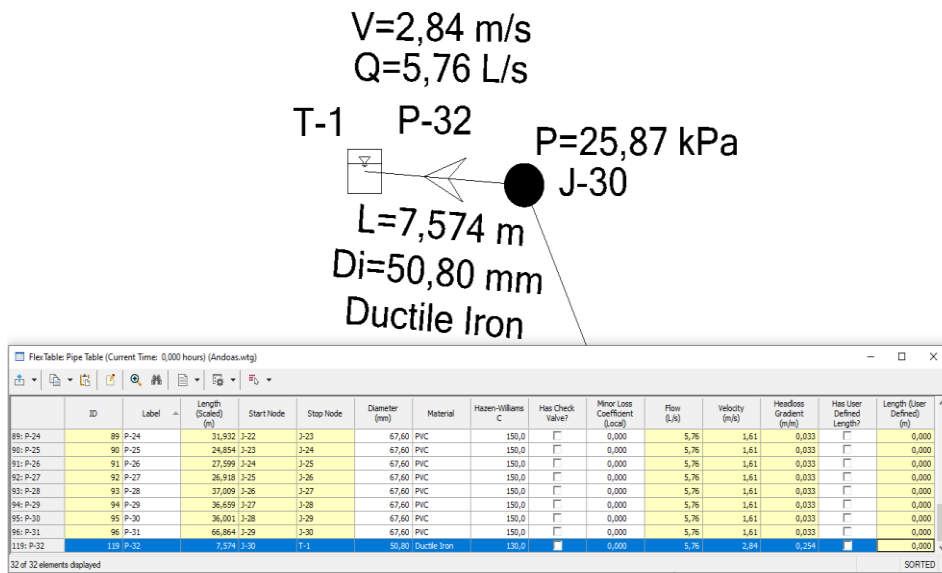 V=2,84 m/s
Q=5,76 L/s
T-1 P-32 P=25,87 kPa
J-30
L=7,574 m
Di=50,80 mm
Ductile Iron
FlexTable: Pipe Table (Current Time: 0,000 hours) (Andoas.wtg)
ID Label Length (Scaled) (m) Start Node Stop Node Diameter (mm) Material Hazen-Williams C Has Check Valve? Minor Loss Coefficient (Local) Flow (L/s) Velocity (m/s) Headloss Gradient (m/m) Has User Defined Length? Length (User Defined) (m)
89: P-24 89 P-24 31,932 J-22 J-23 67,60 PVC 150,0 0,000 5,76 1,61 0,033 0,000
90: P-25 90 P-25 24,854 J-23 J-24 67,60 PVC 150,0 0,000 5,76 1,61 0,033 0,000
91: P-26 91 P-26 27,599 J-24 J-25 67,60 PVC 150,0 0,000 5,76 1,61 0,033 0,000
92: P-27 92 P-27 26,918 J-25 J-26 67,60 PVC 150,0 0,000 5,76 1,61 0,033 0,000
93: P-28 93 P-28 37,009 J-26 J-27 67,60 PVC 150,0 0,000 5,76 1,61 0,033 0,000
94: P-29 94 P-29 36,659 J-27 J-28 67,60 PVC 150,0 0,000 5,76 1,61 0,033 0,000
95: P-30 95 P-30 36,001 J-28 J-29 67,60 PVC 150,0 0,000 5,76 1,61 0,033 0,000
96: P-31 96 P-31 66,864 J-29 J-30 67,60 PVC 150,0 0,000 5,76 1,61 0,033 0,000
119: P-32 119 P-32 7,574 J-30 T-1 50,80 Ductile Iron 130,0 0,000 5,76 2,84 0,254 0,000
32 of 32 elements displayed SORTED